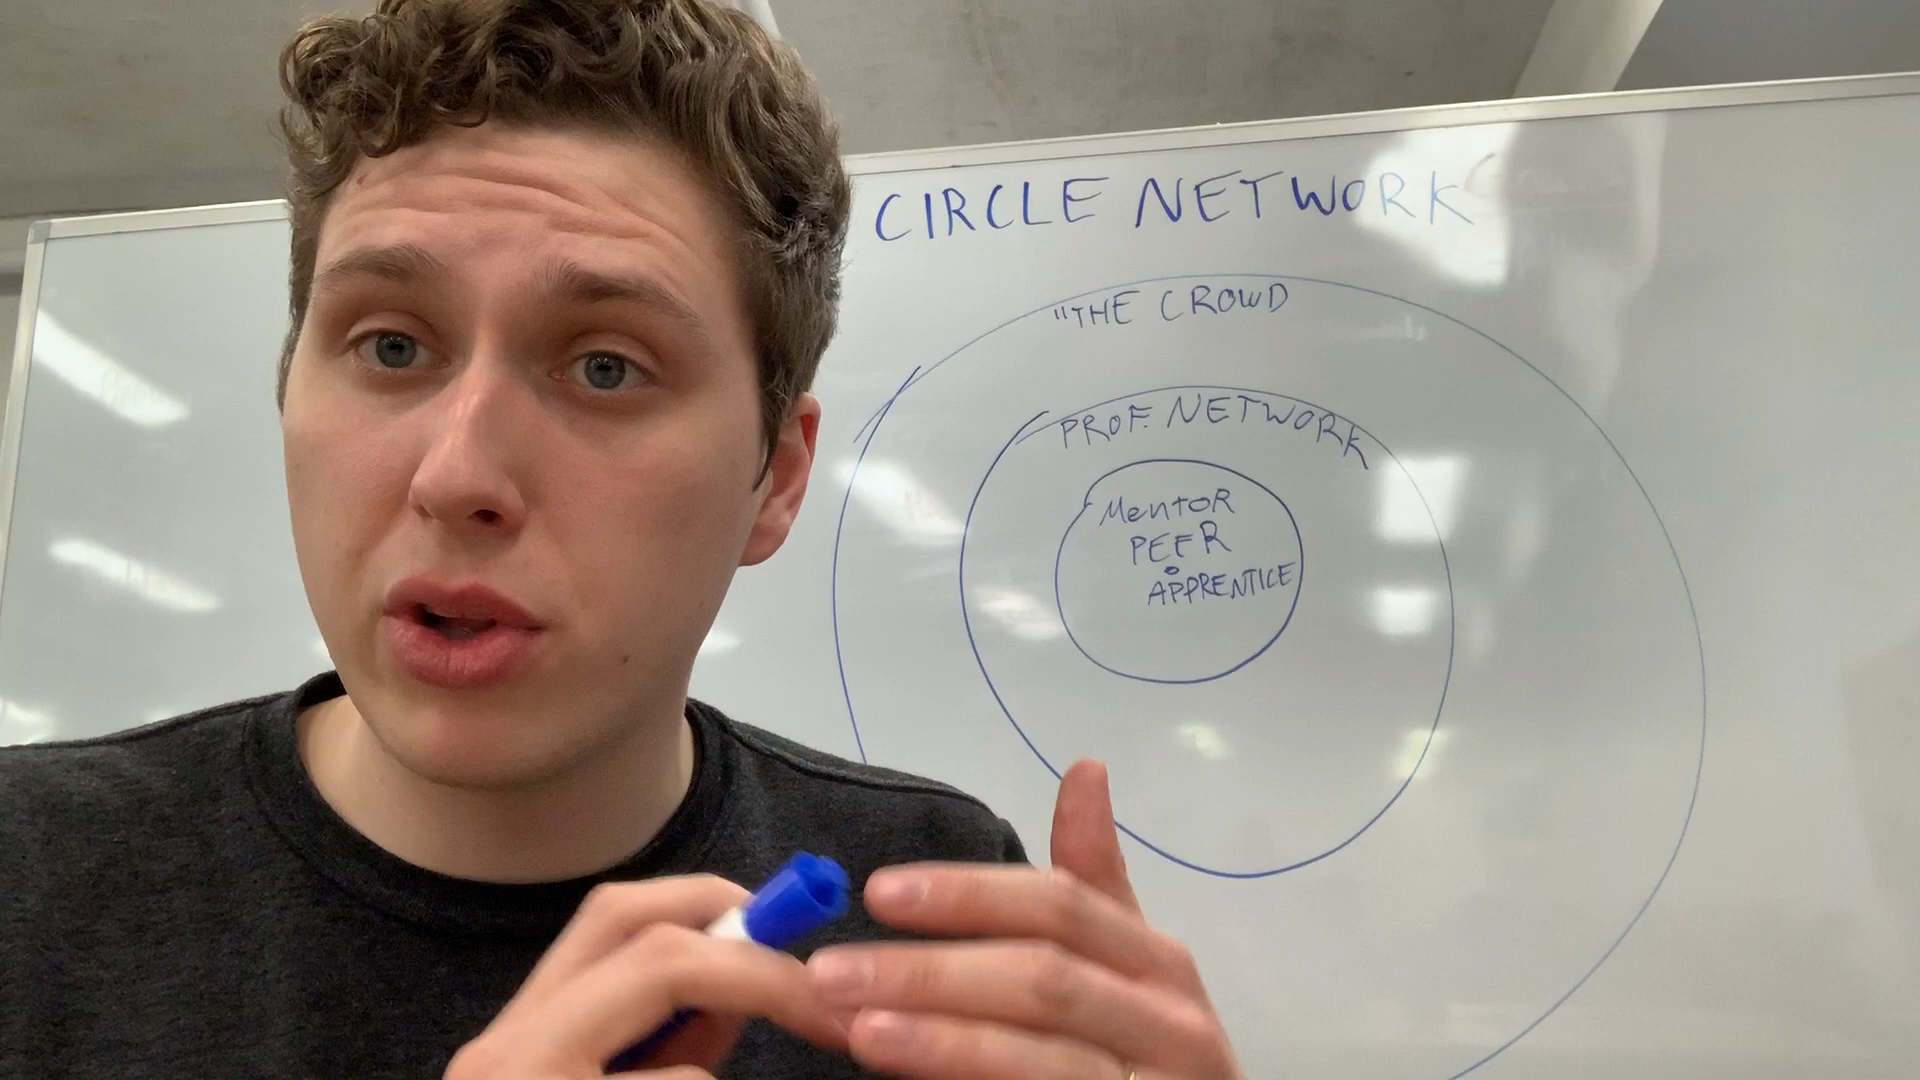 CIRCLE NETWORK
"THE CROWD
PROF. NETWORK
MenTOR
PEER
APPRENTICE